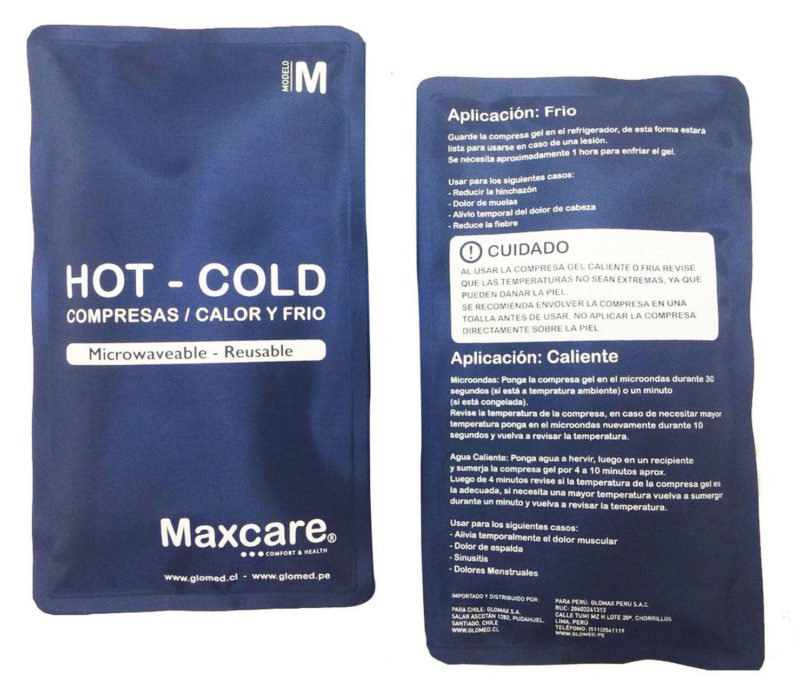 MODELO M
HOT - COLD
COMPRESAS / CALOR Y FRIO
Microwaveable - Reusable
Maxcare®
COMFORT & HEALTH
www.glomed.cl - www.glomed.pe
Aplicación: Frio
Guarde la compresa gel en el refrigerador, de esta forma estará
lista para usarse en caso de una lesión.
Se necesita aproximadamente 1 hora para enfriar el gel.
Usar para los siguientes casos:
- Reducir la hinchazón
- Dolor de muelas
- Alivio temporal del dolor de cabeza
- Reduce la fiebre
! CUIDADO
AL USAR LA COMPRESA GEL CALIENTE O FRIA REVISE
QUE LAS TEMPERATURAS NO SEAN EXTREMAS, YA QUE
PUEDEN DANAR LA PIEL.
SE RECOMIENDA ENVOLVER LA COMPRESA EN UNA
TOALLA ANTES DE USAR, NO APLICAR LA COMPRESA
DIRECTAMENTE SOBRE LA PIEL.
Aplicación: Caliente
Microondas: Ponga la compresa gel en el microondas durante 30
segundos (si está a tempratura ambiente) o un minuto
(si está congelada).
Revise la temperatura de la compresa, en caso de necesitar mayor
temperatura ponga en el microondas nuevamente durante 10
segundos y vuelva a revisar la temperatura.
Agua Caliente: Ponga agua a hervir, luego en un recipiente
y sumerja la compresa gel por 4 a 10 minutos aprox.
Luego de 4 minutos revise si la temperatura de la compresa gel es
la adecuada, si necesita una mayor temperatura vuelva a sumergir
durante un minuto y vuelva a revisar la temperatura.
Usar para los siguientes casos:
- Alivia temporalmente el dolor muscular
- Dolor de espalda
- Sinusitis
- Dolores Menstruales
IMPORTADO Y DISTRIBUIDO POR:
PARA CHILE: GLOMAX S.A.
SALAR ASCOTÁN 1282, PUDAHUEL,
SANTIAGO, CHILE
WWW.GLOMED.CL
PARA PERÚ: GLOMAX PERU S.A.C
RUC: 20603241313
CALLE TUMI MZ H LOTE 20ª, CHORRILLOS
LIMA, PERÚ
TELÉFONO: (511)2541119
WWW.GLOMED.PE